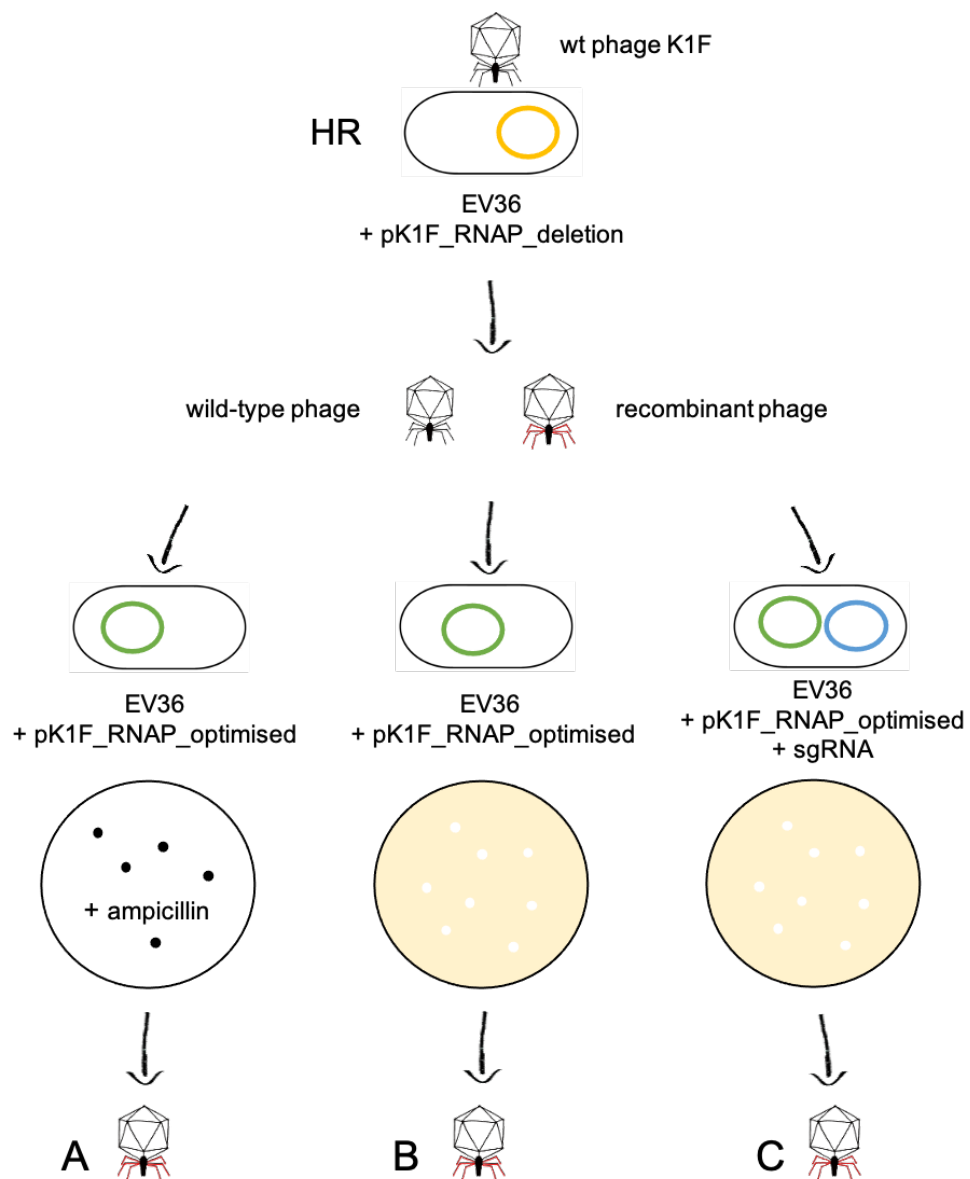 wt phage K1F
HR
EV36
+ pK1F_RNAP_deletion
wild-type phage
recombinant phage
EV36
+ pK1F_RNAP_optimised
EV36
+ pK1F_RNAP_optimised
EV36
+ pK1F_RNAP_optimised
+ sgRNA
+ ampicillin
A
B
C